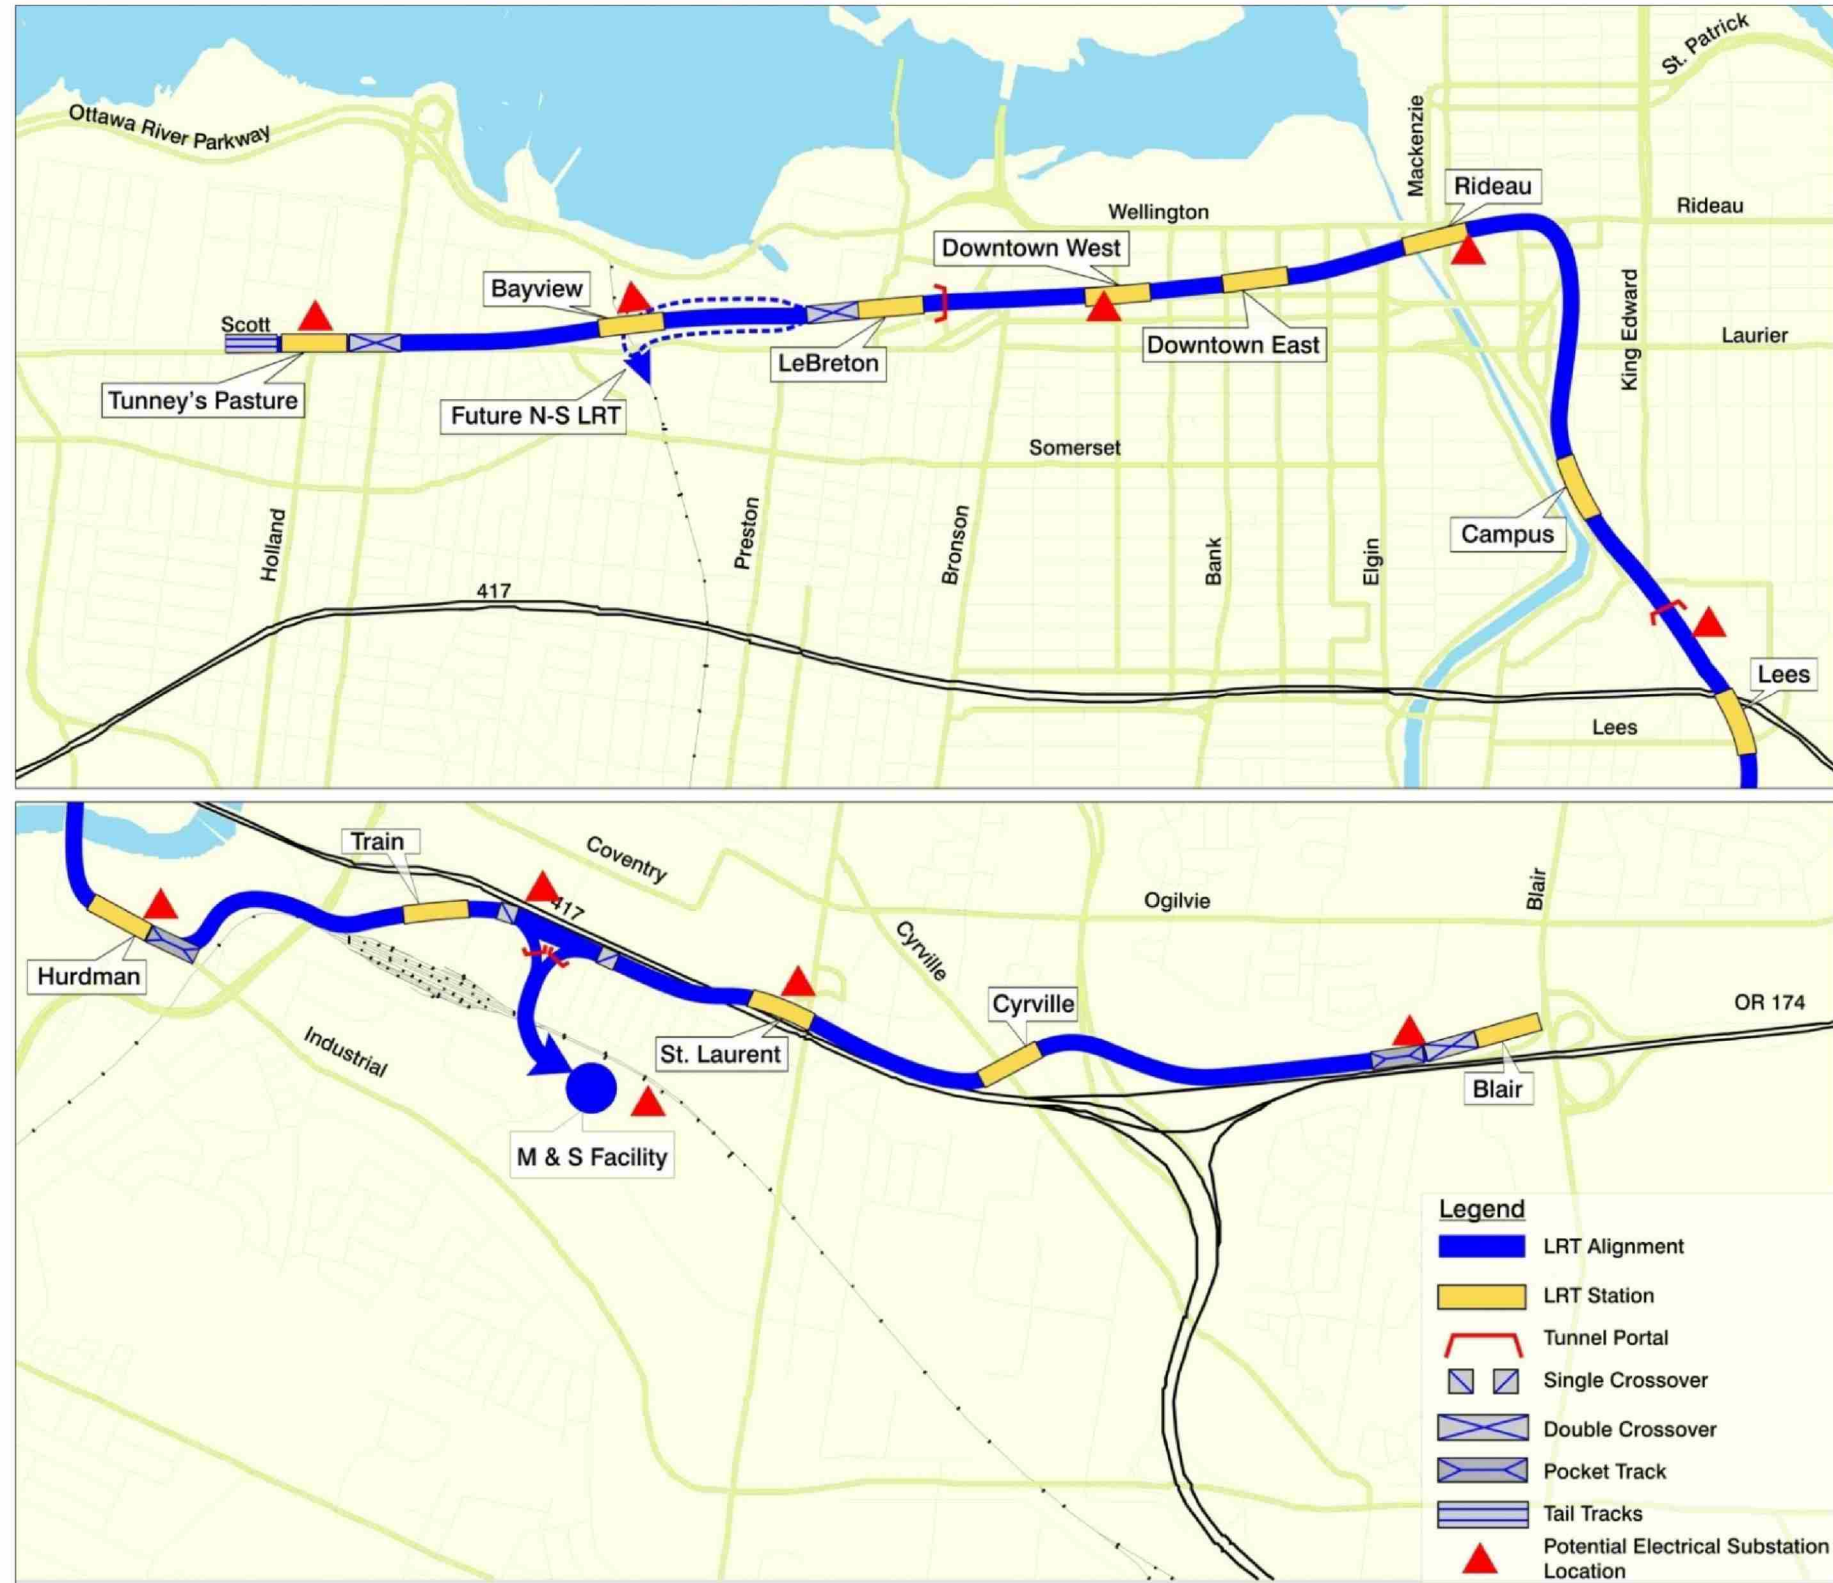 Ottawa River Parkway
St. Patrick
Mackenzie
Rideau
Wellington
Rideau
Downtown West
Bayview
Scott
King Edward
Laurier
Downtown East
LeBreton
Tunney's Pasture
Future N-S LRT
Somerset
Holland
Preston
Bronson
Bank
Elgin
Campus
417
Lees
Lees
Train
Coventry
417
Ogilvie
Blair
Cyrville
Hurdman
Cyrville
OR 174
Industrial
St. Laurent
Blair
M & S Facility
Legend
LRT Alignment
LRT Station
Tunnel Portal
Single Crossover
Double Crossover
Pocket Track
Tail Tracks
Potential Electrical Substation
Location